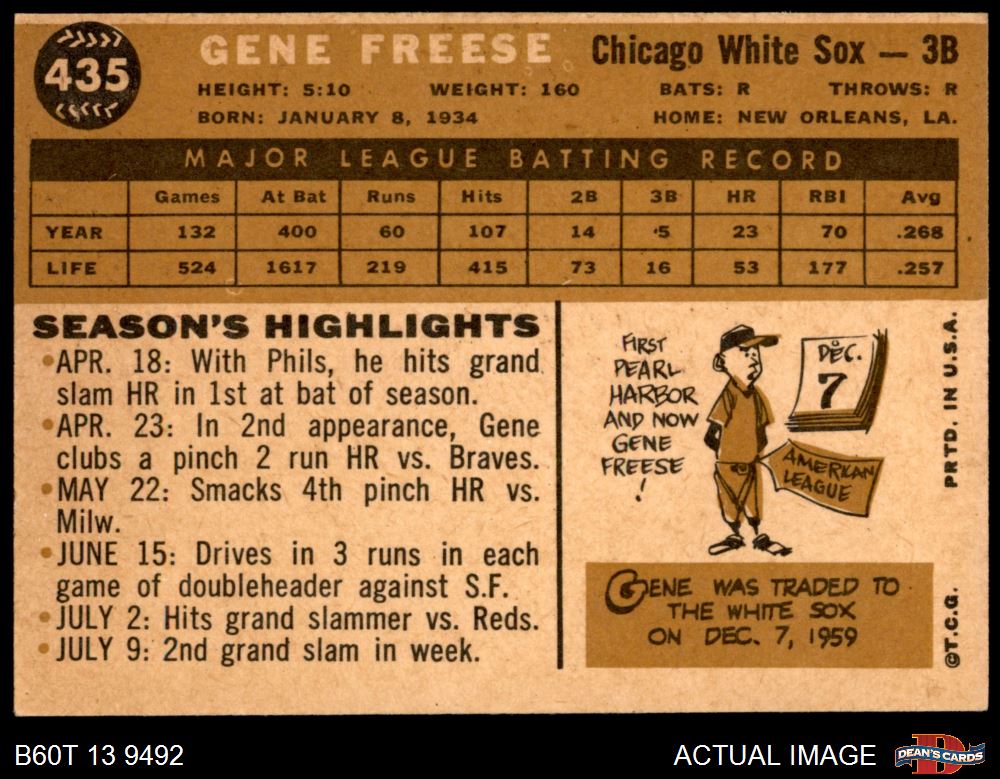 435
GENE FREESE
Chicago White Sox — 3B
HEIGHT: 5:10 WEIGHT: 160 BATS: R THROWS: R
BORN: JANUARY 8, 1934 HOME: NEW ORLEANS, LA.
MAJOR LEAGUE BATTING RECORD
Games At Bat Runs Hits 2B 3B HR RBI Avg
YEAR 132 400 60 107 14 5 23 70 .268
LIFE 524 1617 219 415 73 16 53 177 .257
SEASON'S HIGHLIGHTS
•APR. 18: With Phils, he hits grand
slam HR in 1st at bat of season.
•APR. 23: In 2nd appearance, Gene
clubs a pinch 2 run HR vs. Braves.
•MAY 22: Smacks 4th pinch HR vs.
Milw.
•JUNE 15: Drives in 3 runs in each
game of doubleheader against S.F.
•JULY 2: Hits grand slammer vs. Reds.
•JULY 9: 2nd grand slam in week.
FIRST
PEARL
HARBOR
AND NOW
GENE
FREESE
!
DEC.
7
AMERICAN
LEAGUE
GENE WAS TRADED TO
THE WHITE SOX
ON DEC. 7, 1959
PRTD. IN U.S.A.
©T.C.G.
B60T 13 9492
ACTUAL IMAGE
DEAN'S CARDS